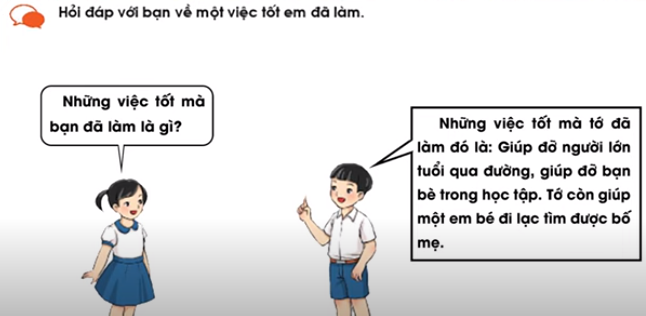 Hỏi đáp với bạn về một việc tốt em đã làm.
Những việc tốt mà
bạn đã làm là gì?
Những việc tốt mà tớ đã
làm đó là: Giúp đỡ người lớn
tuổi qua đường, giúp đỡ bạn
bè trong học tập. Tớ còn giúp
một em bé đi lạc tìm được bố
mẹ.